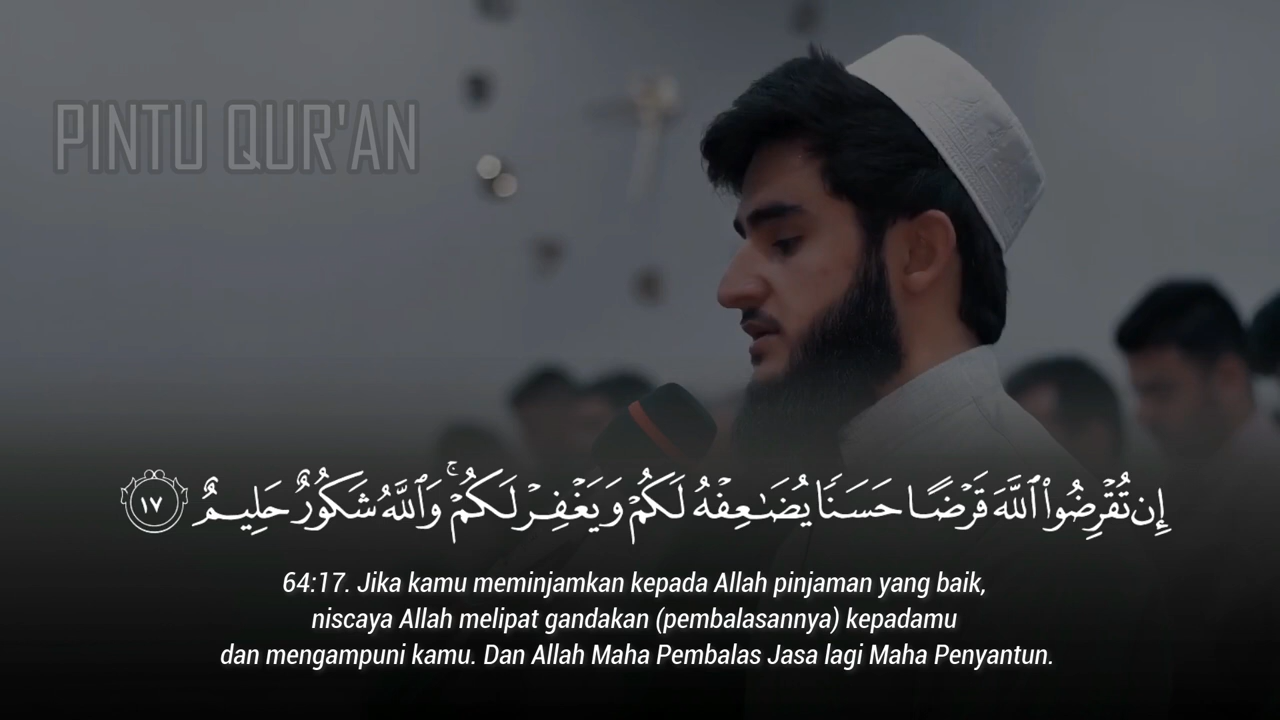 PINTU QUR'AN
إِن تُقْرِضُوا۟ ٱللَّهَ قَرْضًا حَسَنًا يُضَـٰعِفْهُ لَكُمْ وَيَغْفِرْ لَكُمْ ۚ وَٱللَّهُ شَكُورٌ حَلِيمٌ ١٧
64:17. Jika kamu meminjamkan kepada Allah pinjaman yang baik,
niscaya Allah melipat gandakan (pembalasannya) kepadamu
dan mengampuni kamu. Dan Allah Maha Pembalas Jasa lagi Maha Penyantun.